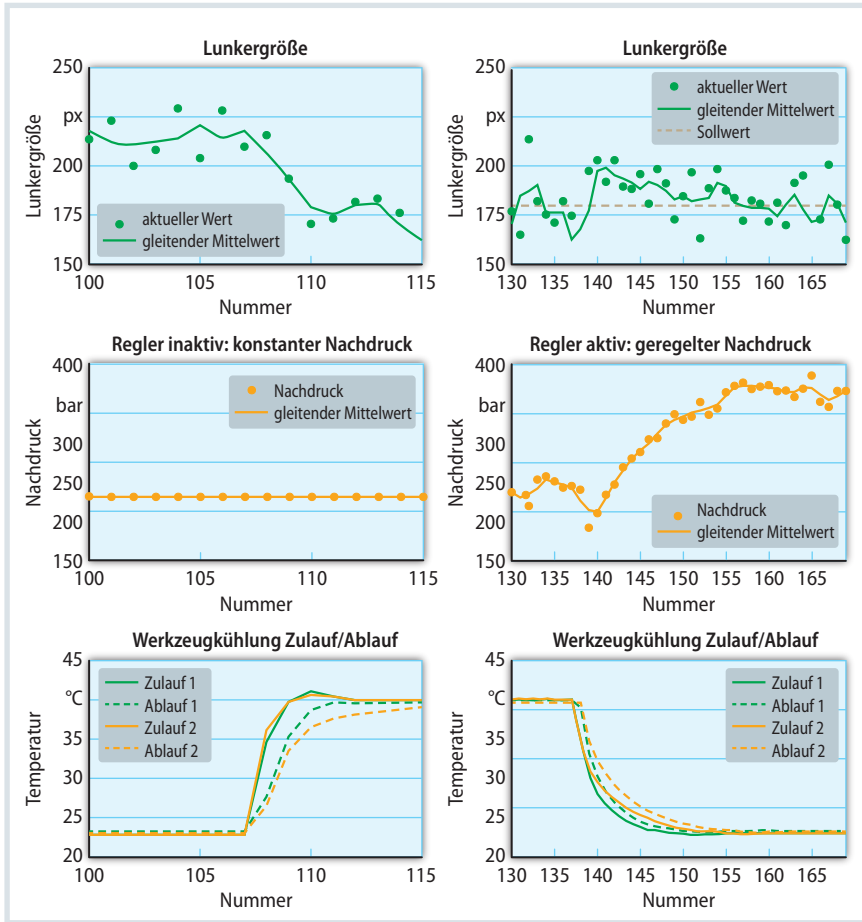 Lunkergröße
250
px
200
175
150
Lunkergröße
aktueller Wert
gleitender Mittelwert
100
105
110
115
Nummer
Lunkergröße
250
px
200
175
150
Lunkergröße
aktueller Wert
gleitender Mittelwert
Sollwert
130 135 140 145 150 155 160 165
Nummer
Regler inaktiv: konstanter Nachdruck
400
bar
300
250
200
150
Nachdruck
Nachdruck
gleitender Mittelwert
100
105
110
115
Nummer
Regler aktiv: geregelter Nachdruck
400
bar
300
250
200
150
Nachdruck
Nachdruck
gleitender Mittelwert
130 135 140 145 150 155 160 165
Nummer
Werkzeugkühlung Zulauf/Ablauf
45
°C
35
30
25
20
Temperatur
Zulauf 1
Ablauf 1
Zulauf 2
Ablauf 2
100
105
110
115
Nummer
Werkzeugkühlung Zulauf/Ablauf
45
°C
35
30
25
20
Temperatur
Zulauf 1
Ablauf 1
Zulauf 2
Ablauf 2
130 135 140 145 150 155 160 165
Nummer